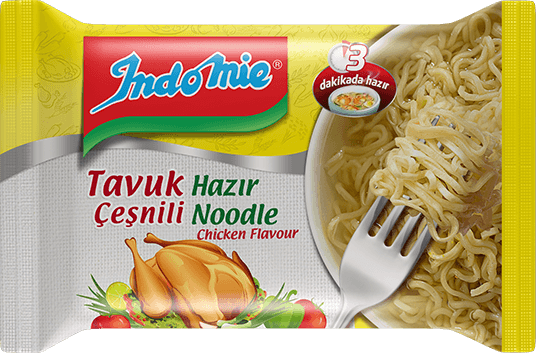 Indomie®
3
dakikada hazır
Tavuk Hazır
Çeşnili Noodle
Chicken Flavour